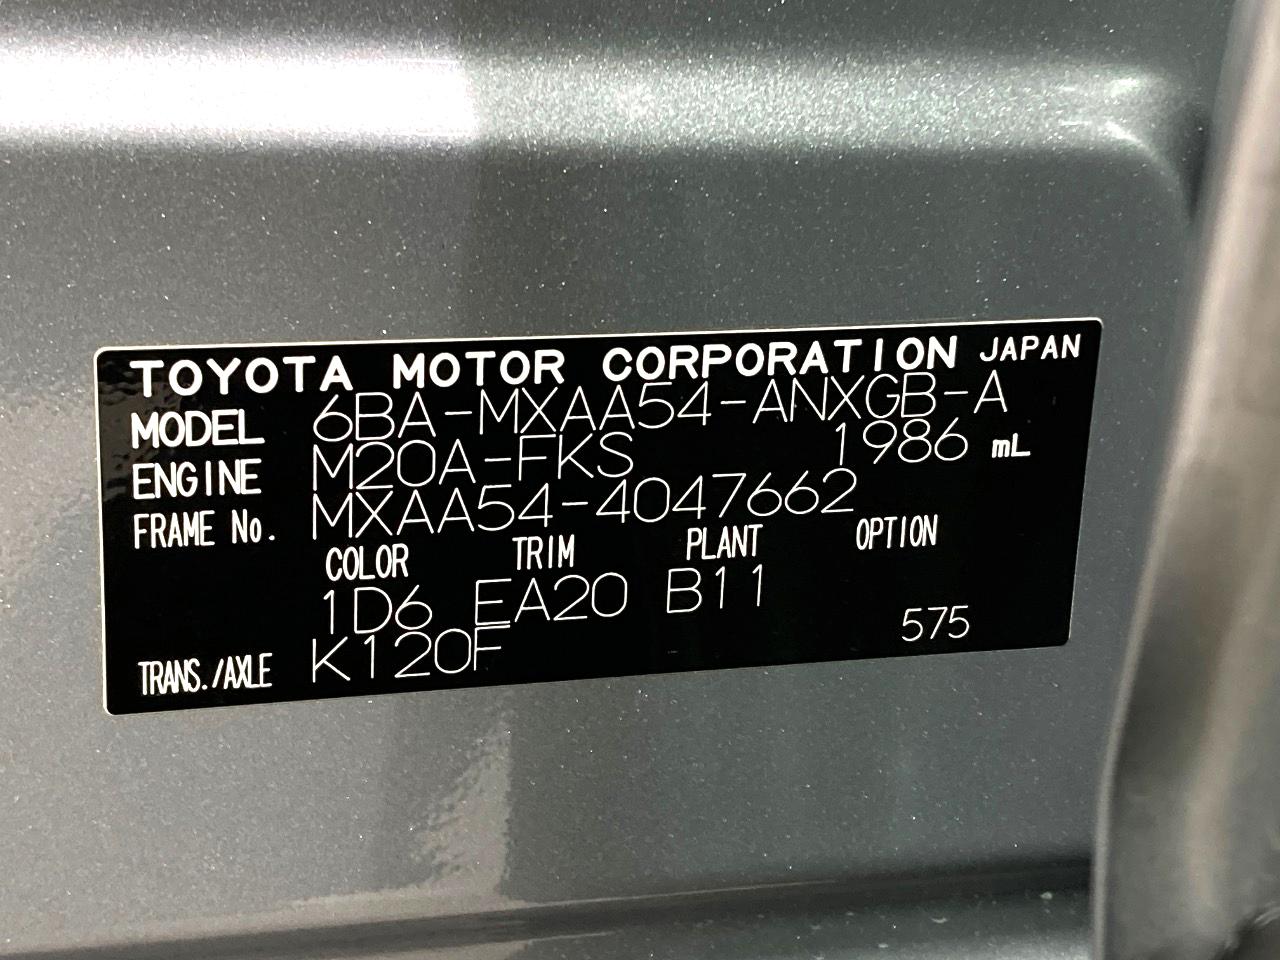 TOYOTA MOTOR CORPORATION JAPAN
MODEL 6BA-MXAA54-ANXGB-A
ENGINE M20A-FKS 1986 mL
FRAME No. MXAA54-4047662
COLOR TRIM PLANT OPTION
1D6 EA20 B11
TRANS./AXLE K120F 575